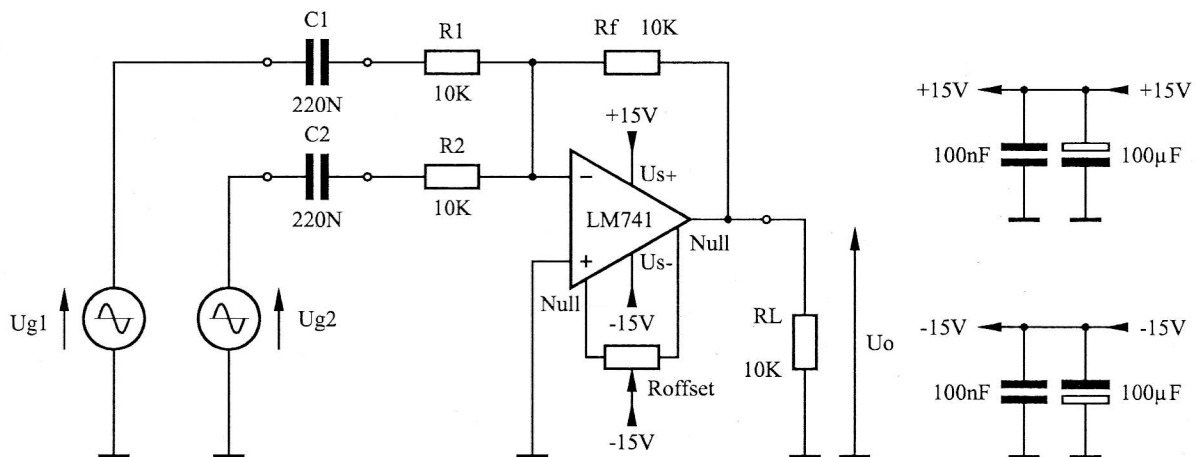 C1
R1
Rf 10K
220N
10K
C2
R2
220N
10K
+15V
Us+
LM741
−
+
Null
Us-
Null
-15V
Roffset
-15V
Ug1
Ug2
RL
10K
Uo
+15V
+15V
100nF
100µF
-15V
-15V
100nF
100µF